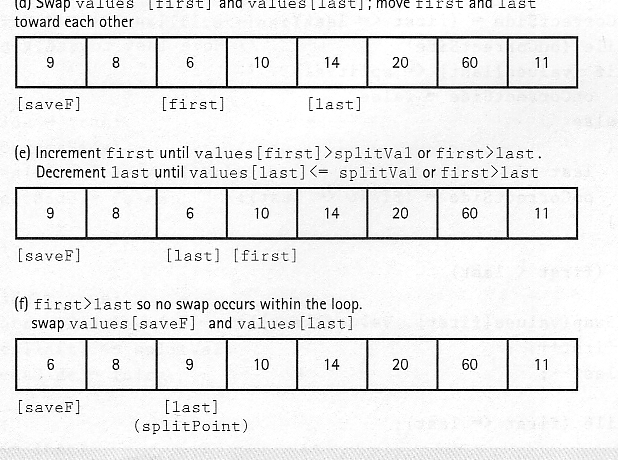 (d) Swap values [first] and values[last]; move first and last
toward each other
9 8 6 10 14 20 60 11
[saveF] [first] [last]
(e) Increment first until values[first]>splitVal or first>last.
Decrement last until values[last]<= splitVal or first>last
9 8 6 10 14 20 60 11
[saveF] [last] [first]
(f) first>last so no swap occurs within the loop.
swap values[saveF] and values[last]
6 8 9 10 14 20 60 11
[saveF] [last]
(splitPoint)